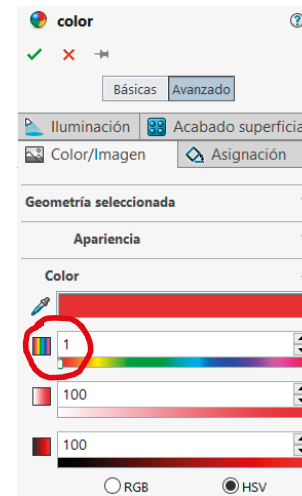 color
Básicas Avanzado
Iluminación Acabado superficia
Color/Imagen Asignación
Geometría seleccionada
Apariencia
Color
1
100
100
RGB HSV